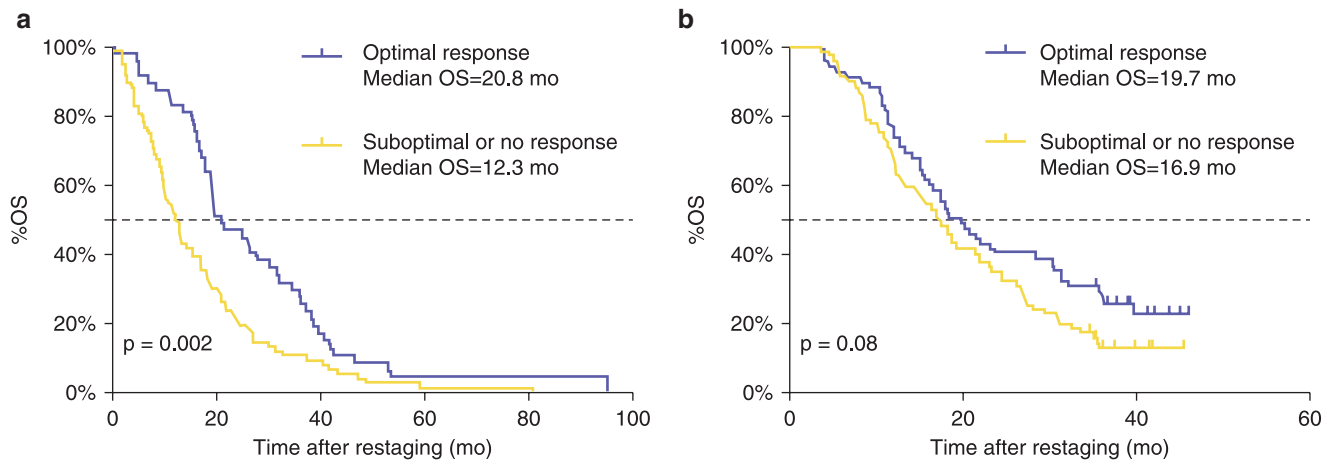 a
100%
80%
60%
40%
20%
0%
%OS
Optimal response
Median OS=20.8 mo
Suboptimal or no response
Median OS=12.3 mo
p = 0.002
0 20 40 60 80 100
Time after restaging (mo)
b
100%
80%
60%
40%
20%
0%
%OS
Optimal response
Median OS=19.7 mo
Suboptimal or no response
Median OS=16.9 mo
p = 0.08
0 20 40 60
Time after restaging (mo)